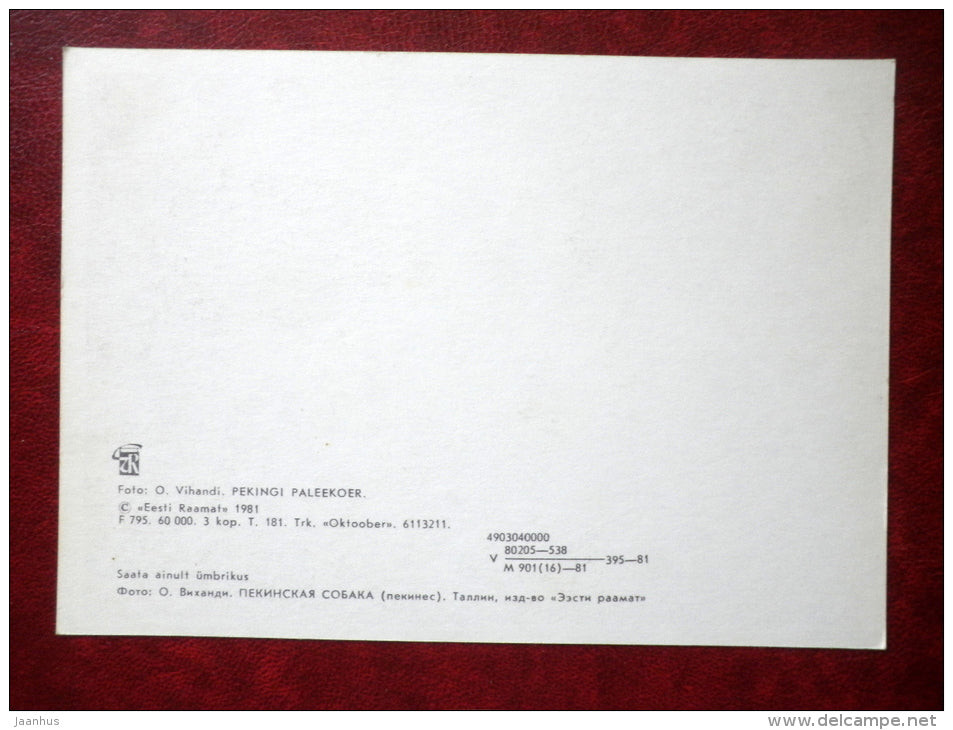 Foto: O. Vihandi. PEKINGI PALEEKOER.
© «Eesti Raamat» 1981
F 795. 60 000. 3 kop. T. 181. Trk. «Oktoober». 6113211.
4903040000
V 80205—538 395—81
M 901(16)—81
Saata ainult ümbrikus
Фото: О. Виханди. ПЕКИНСКАЯ СОБАКА (пекинес). Таллин, изд-во «Ээсти раамат»
jaanhus
www.delcampe.net